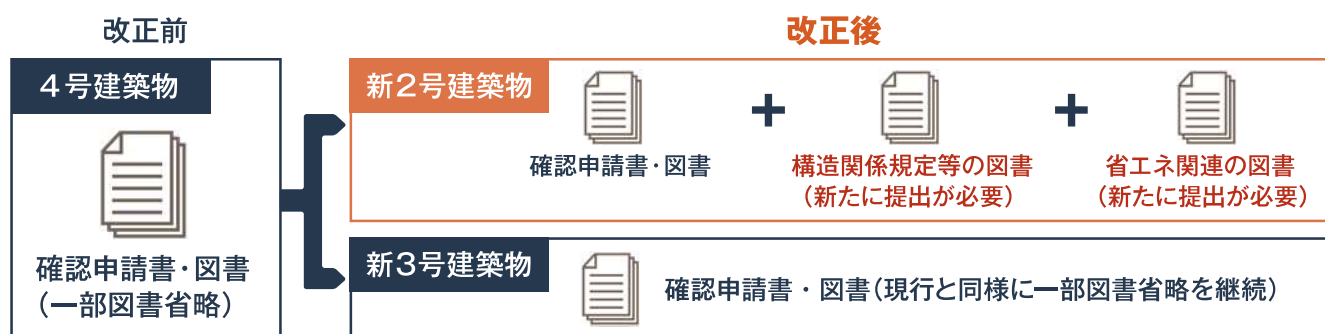 改正前
4号建築物
確認申請書・図書
(一部図書省略)
改正後
新2号建築物
確認申請書・図書
+
構造関係規定等の図書
(新たに提出が必要)
+
省エネ関連の図書
(新たに提出が必要)
新3号建築物
確認申請書・図書(現行と同様に一部図書省略を継続)